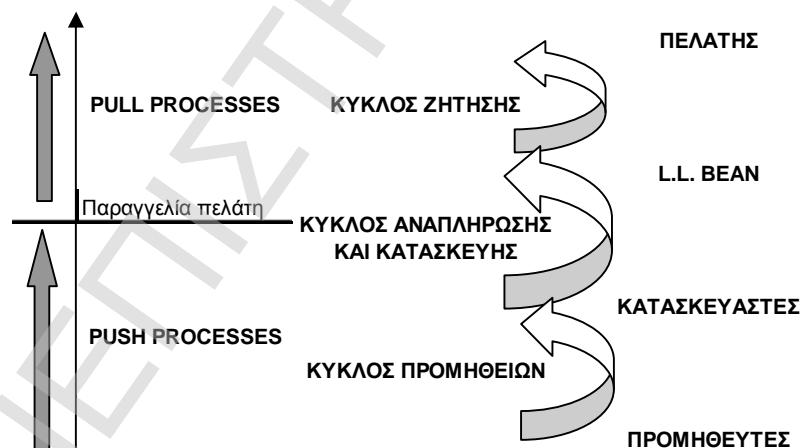 ΠΕΛΑΤΗΣ
PULL PROCESSES
ΚΥΚΛΟΣ ΖΗΤΗΣΗΣ
L.L. BEAN
Παραγγελία πελάτη
ΚΥΚΛΟΣ ΑΝΑΠΛΗΡΩΣΗΣ
ΚΑΙ ΚΑΤΑΣΚΕΥΗΣ
ΚΑΤΑΣΚΕΥΑΣΤΕΣ
PUSH PROCESSES
ΚΥΚΛΟΣ ΠΡΟΜΗΘΕΙΩΝ
ΠΡΟΜΗΘΕΥΤΕΣ